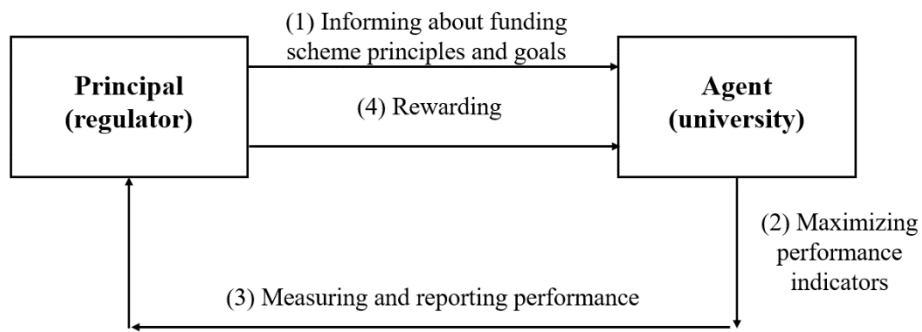 (1) Informing about funding
scheme principles and goals
Principal
(regulator)
(4) Rewarding
Agent
(university)
(2) Maximizing
performance
indicators
(3) Measuring and reporting performance